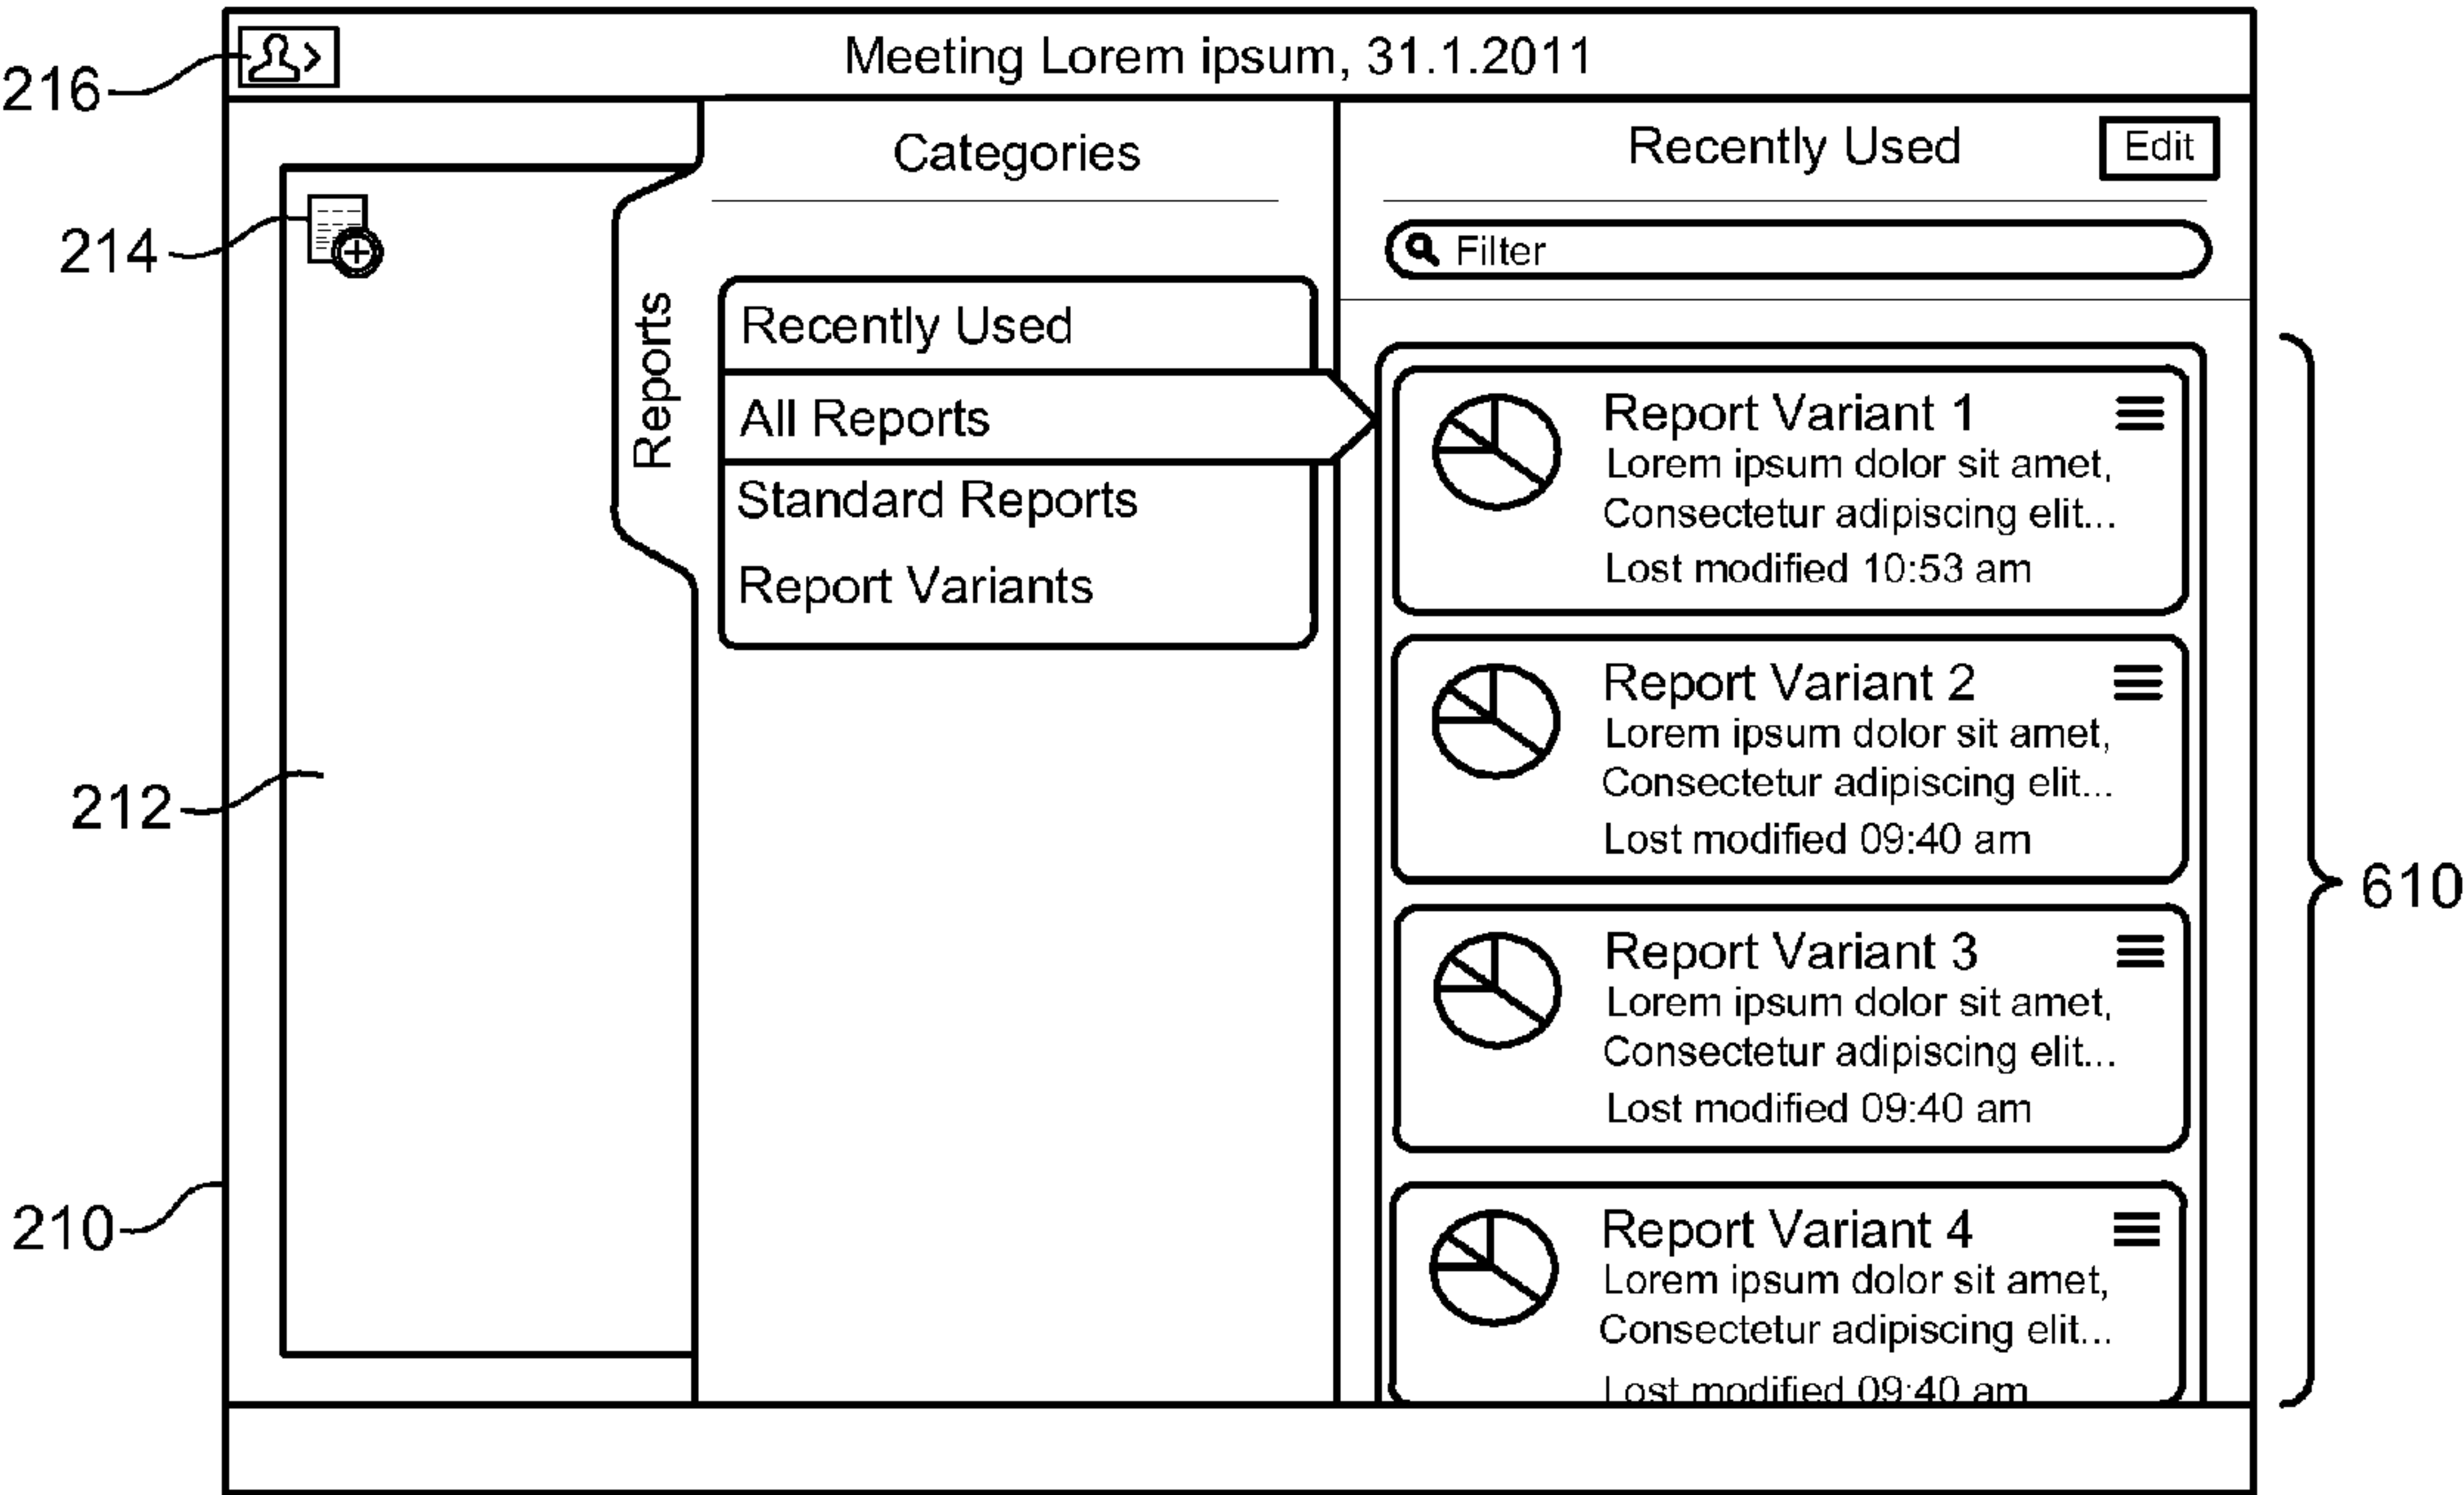 216
Meeting Lorem ipsum, 31.1.2011
214
212
210
Reports
Categories
Recently Used
All Reports
Standard Reports
Report Variants
Recently Used
Edit
Filter
Report Variant 1
Lorem ipsum dolor sit amet,
Consectetur adipiscing elit...
Lost modified 10:53 am
Report Variant 2
Lorem ipsum dolor sit amet,
Consectetur adipiscing elit...
Lost modified 09:40 am
Report Variant 3
Lorem ipsum dolor sit amet,
Consectetur adipiscing elit...
Lost modified 09:40 am
Report Variant 4
Lorem ipsum dolor sit amet,
Consectetur adipiscing elit...
Lost modified 09:40 am
610